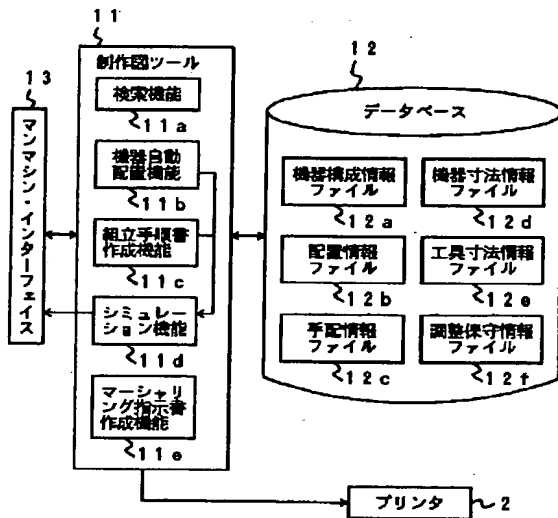 11
制作図ツール
検索機能
11a
機器自動
配置機能
11b
組立手順書
作成機能
11c
シミュレー
ション機能
11d
マーシャリ
ング指示書
作成機能
11e
13
マンマシン・インターフェイス
12
データベース
機器構成情報
ファイル
12a
機器寸法情報
ファイル
12d
配置情報
ファイル
12b
工具寸法情報
ファイル
12e
手配情報
ファイル
12c
調整保守情報
ファイル
12f
プリンタ
2